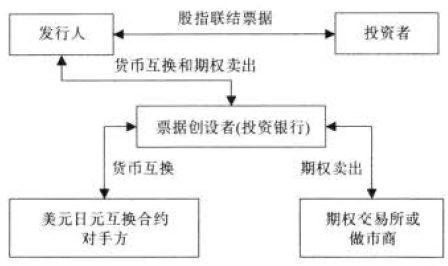 股指联结票据
发行人
投资者
货币互换和期权卖出
票据创设者(投资银行)
货币互换
期权卖出
美元日元互换合约
对手方
期权交易所或
做市商